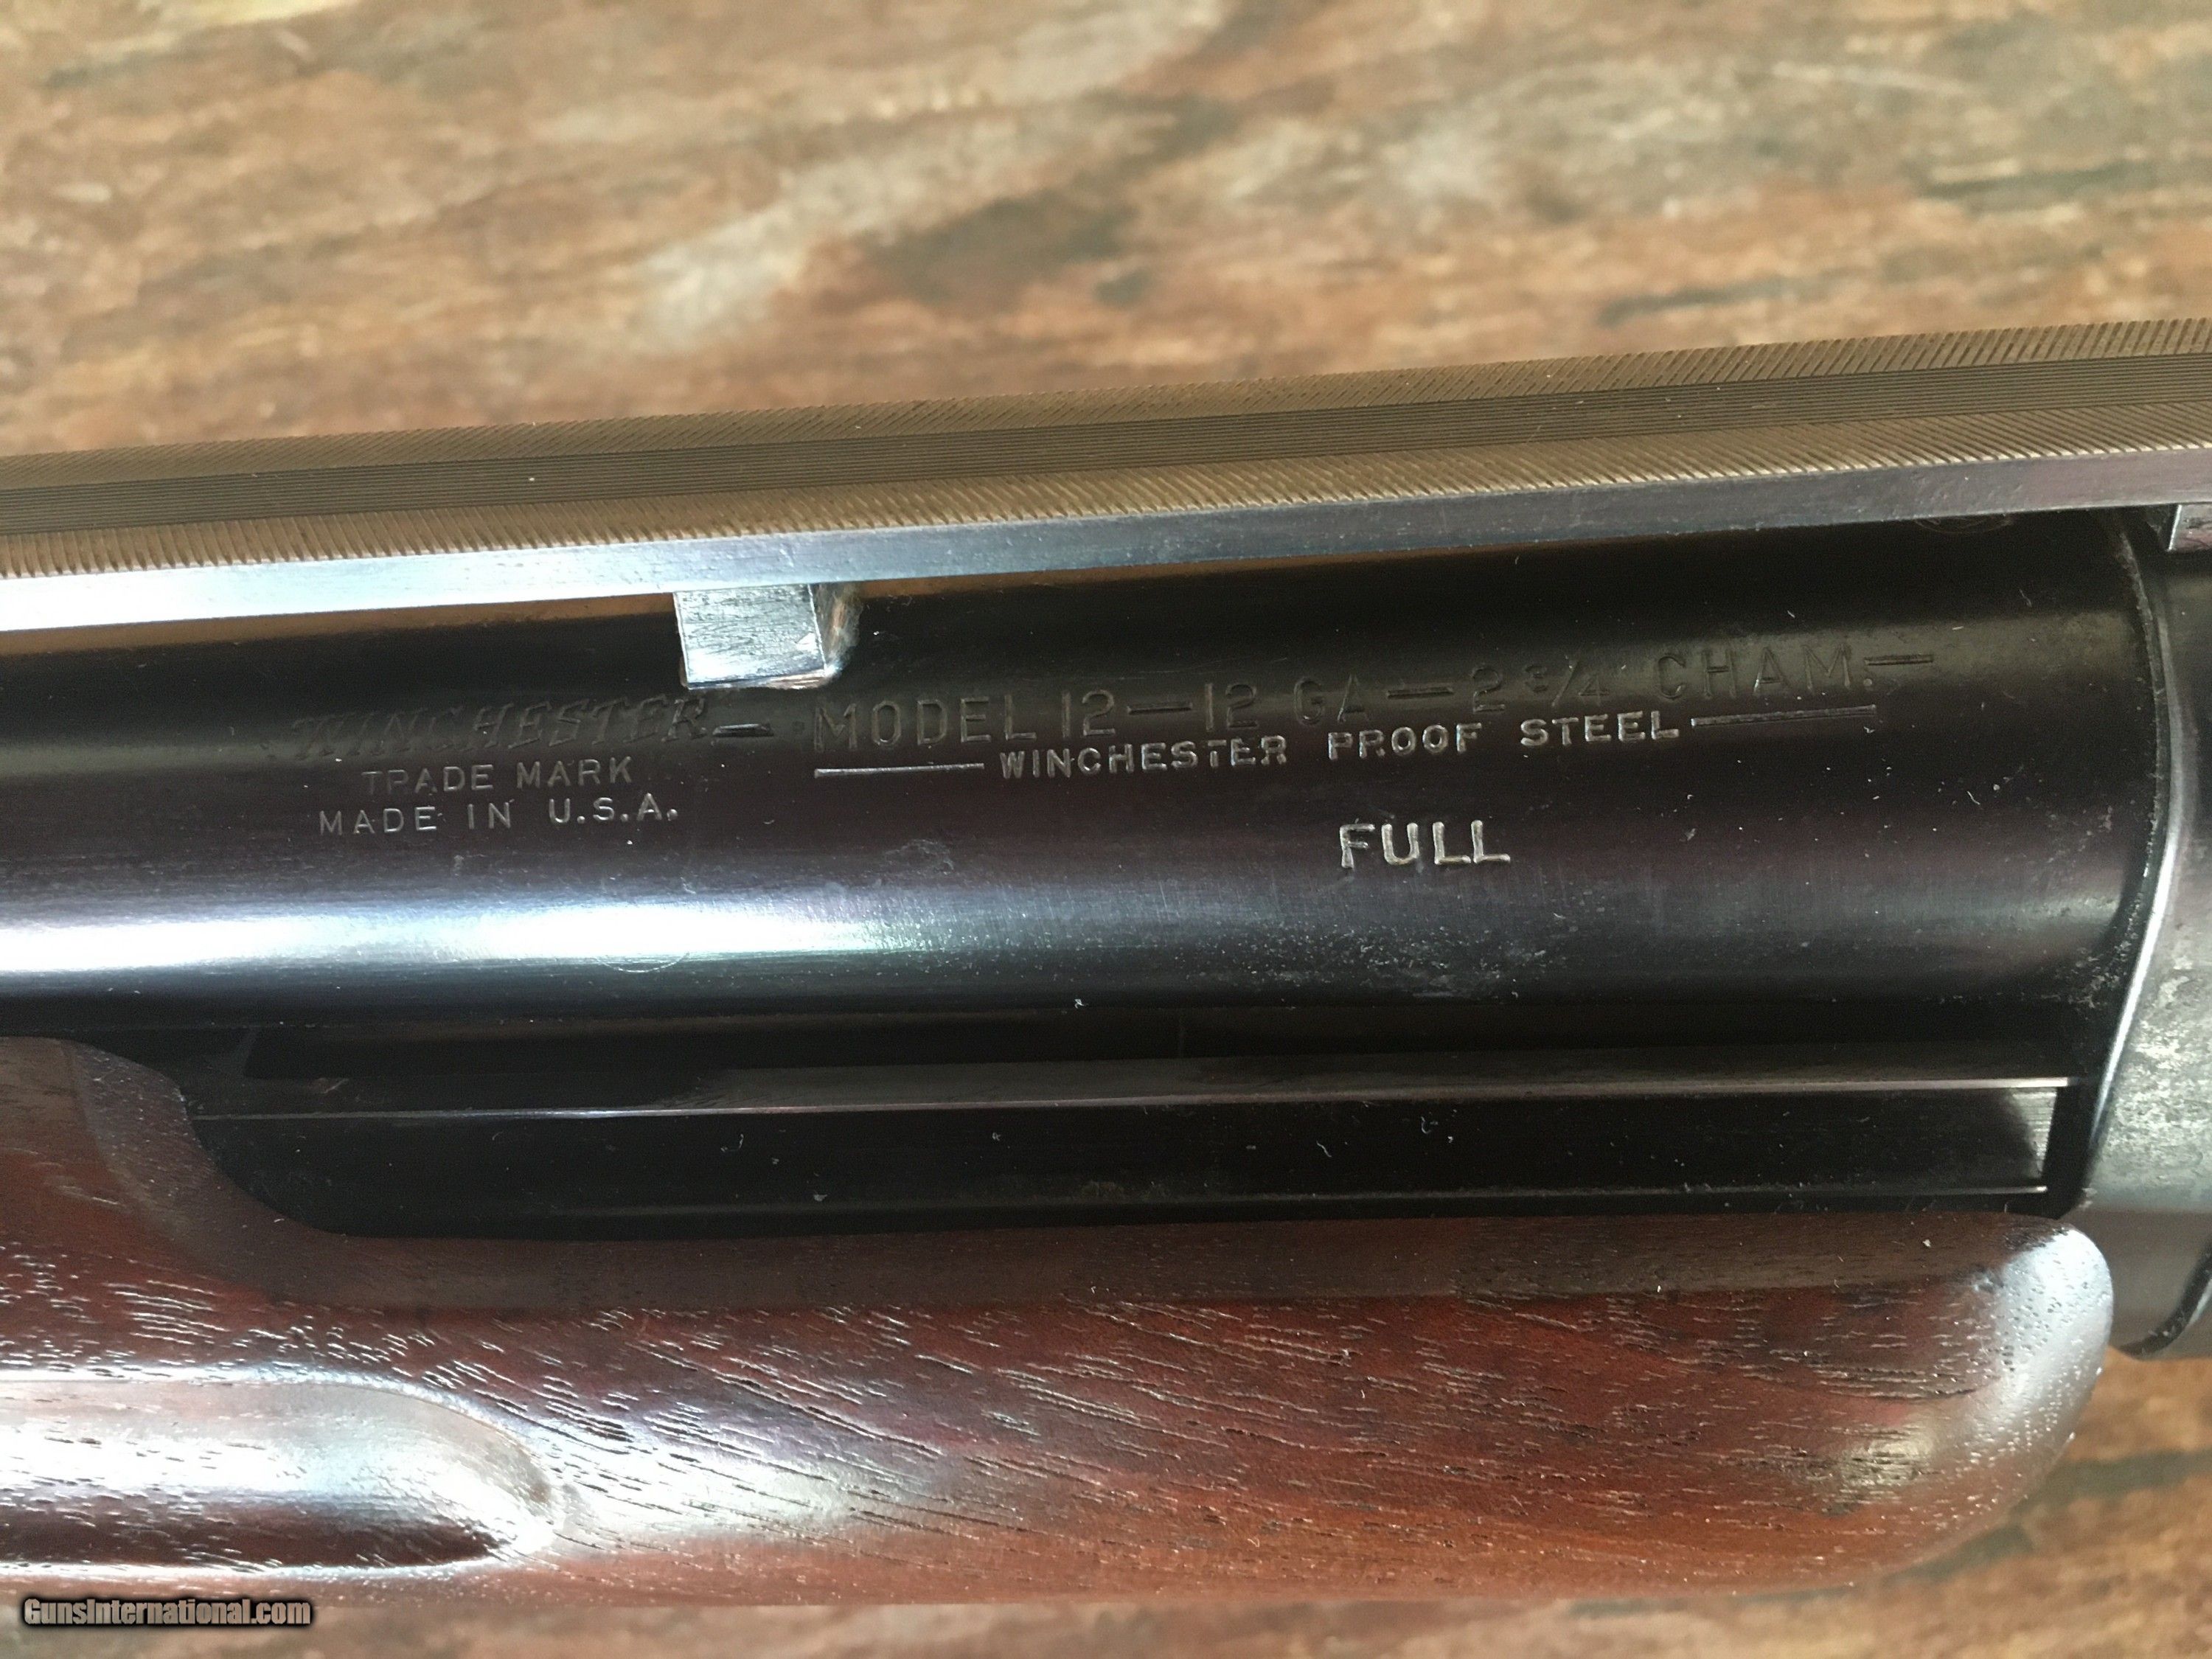 WINCHESTER — MODEL 12—12 GA—2 3/4 CHAM.—
TRADE MARK
MADE IN U.S.A.
WINCHESTER PROOF STEEL
FULL
GunsInternational.com